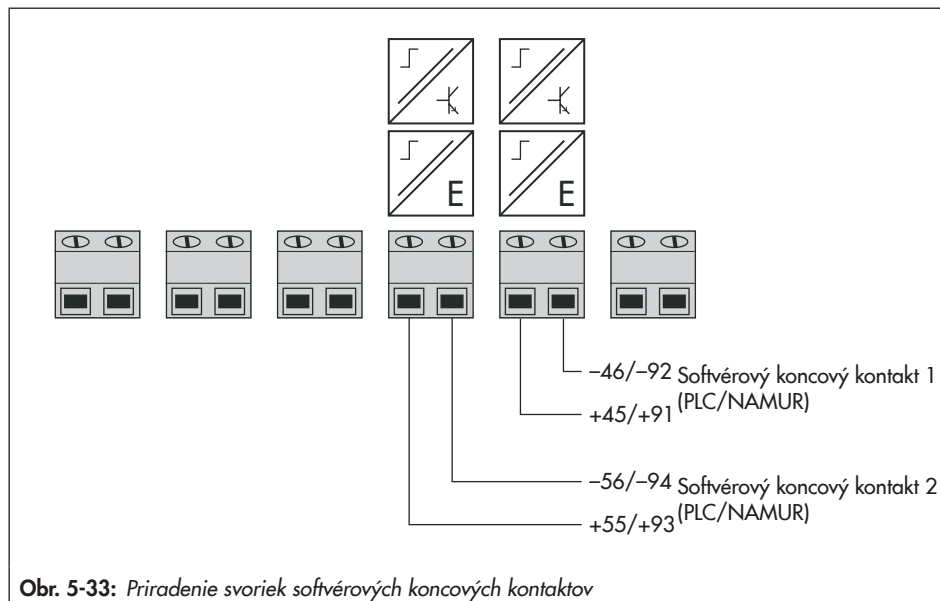 E
E
–46/–92 Softvérový koncový kontakt 1
(PLC/NAMUR)
+45/+91
–56/–94 Softvérový koncový kontakt 2
(PLC/NAMUR)
+55/+93
Obr. 5-33: Priradenie svoriek softvérových koncových kontaktov